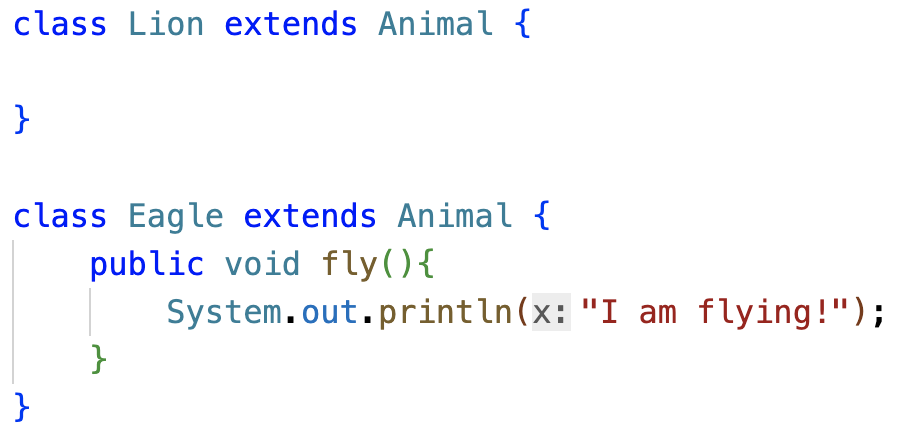 class Lion extends Animal {
}
class Eagle extends Animal {
    public void fly(){
        System.out.println(x:"I am flying!");
    }
}